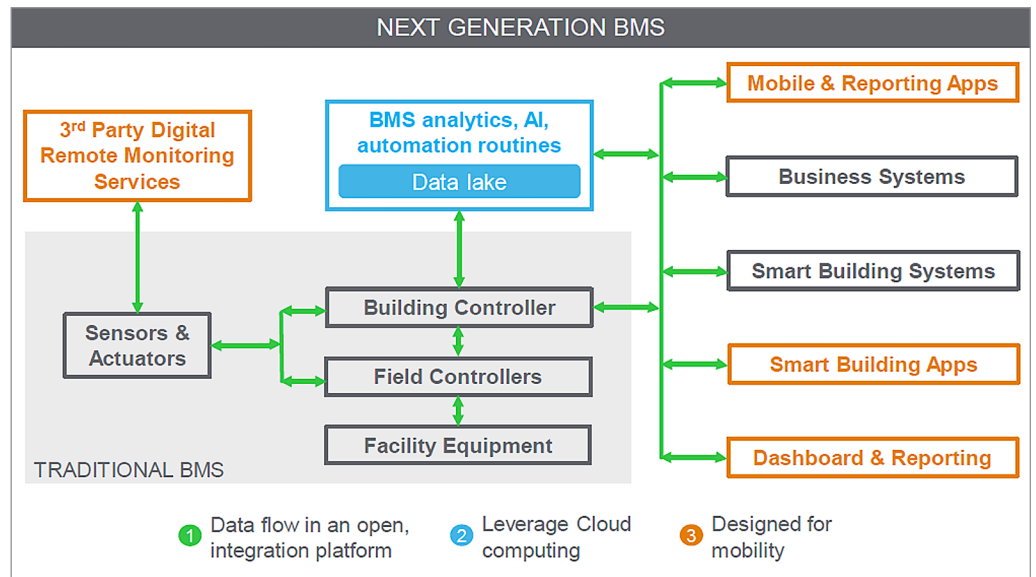 NEXT GENERATION BMS
3rd Party Digital
Remote Monitoring
Services
BMS analytics, AI,
automation routines
Data lake
Mobile & Reporting Apps
Business Systems
Smart Building Systems
Smart Building Apps
Dashboard & Reporting
Sensors &
Actuators
Building Controller
Field Controllers
Facility Equipment
TRADITIONAL BMS
1 Data flow in an open,
integration platform
2 Leverage Cloud
computing
3 Designed for
mobility